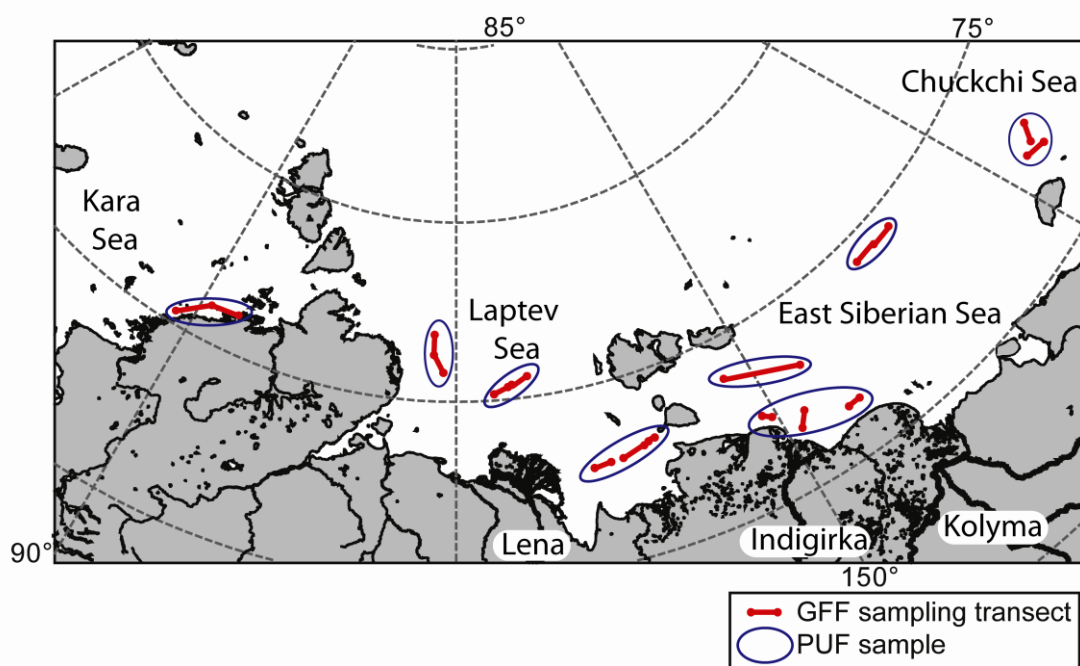 85°
75°
Chuckchi Sea
Kara
Sea
Laptev
Sea
East Siberian Sea
Lena
Indigirka
Kolyma
90°
150°
GFF sampling transect
PUF sample